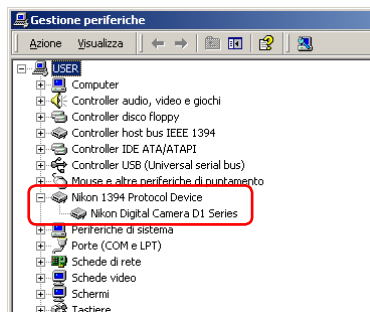 Gestione periferiche
Azione Visualizza
USER
Computer
Controller audio, video e giochi
Controller disco floppy
Controller host bus IEEE 1394
Controller IDE ATA/ATAPI
Controller USB (Universal serial bus)
Mouse e altre periferiche di puntamento
Nikon 1394 Protocol Device
Nikon Digital Camera D1 Series
Periferiche di sistema
Porte (COM e LPT)
Schede di rete
Schede video
Schermi
Tastiere